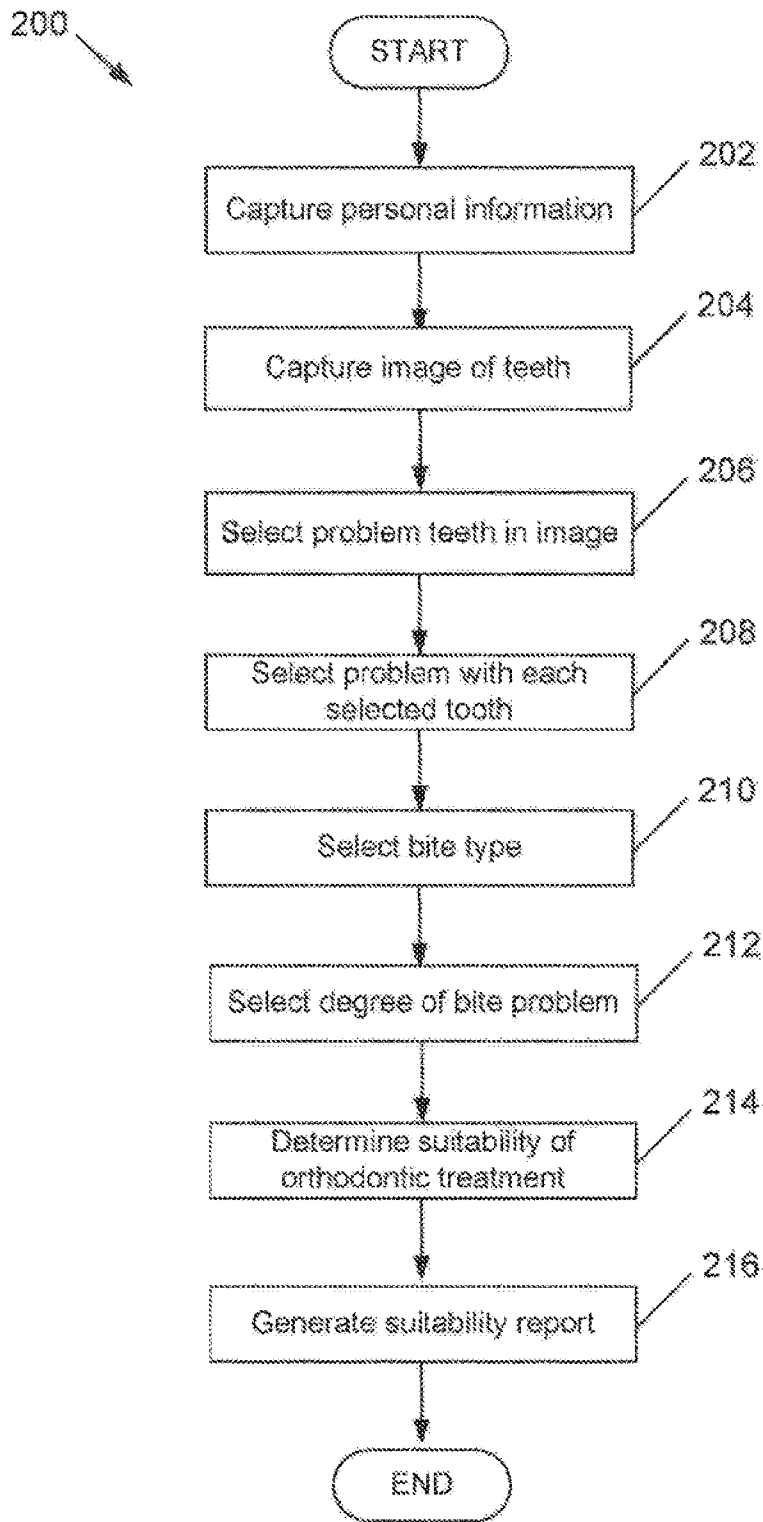 200
START
202
Capture personal information
204
Capture image of teeth
206
Select problem teeth in image
208
Select problem with each
selected tooth
210
Select bite type
212
Select degree of bite problem
214
Determine suitability of
orthodontic treatment
216
Generate suitability report
END